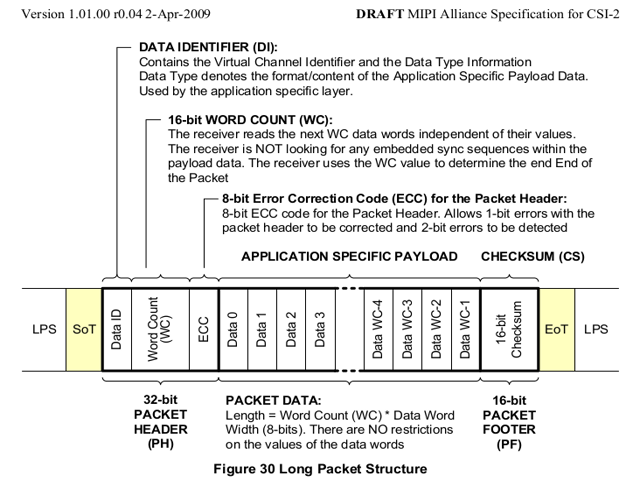 Version 1.01.00 r0.04 2-Apr-2009 DRAFT MIPI Alliance Specification for CSI-2
DATA IDENTIFIER (DI):
Contains the Virtual Channel Identifier and the Data Type Information
Data Type denotes the format/content of the Application Specific Payload Data.
Used by the application specific layer.
16-bit WORD COUNT (WC):
The receiver reads the next WC data words independent of their values.
The receiver is NOT looking for any embedded sync sequences within the
payload data. The receiver uses the WC value to determine the end End of
the Packet
8-bit Error Correction Code (ECC) for the Packet Header:
8-bit ECC code for the Packet Header. Allows 1-bit errors with the
packet header to be corrected and 2-bit errors to be detected
APPLICATION SPECIFIC PAYLOAD CHECKSUM (CS)
LPS
SoT
Data ID
Word Count
(WC)
ECC
Data 0
Data 1
Data 2
Data 3
Data WC-4
Data WC-3
Data WC-2
Data WC-1
16-bit
Checksum
EoT
LPS
32-bit
PACKET
HEADER
(PH)
PACKET DATA:
Length = Word Count (WC) * Data Word
Width (8-bits). There are NO restrictions
on the values of the data words
16-bit
PACKET
FOOTER
(PF)
Figure 30 Long Packet Structure